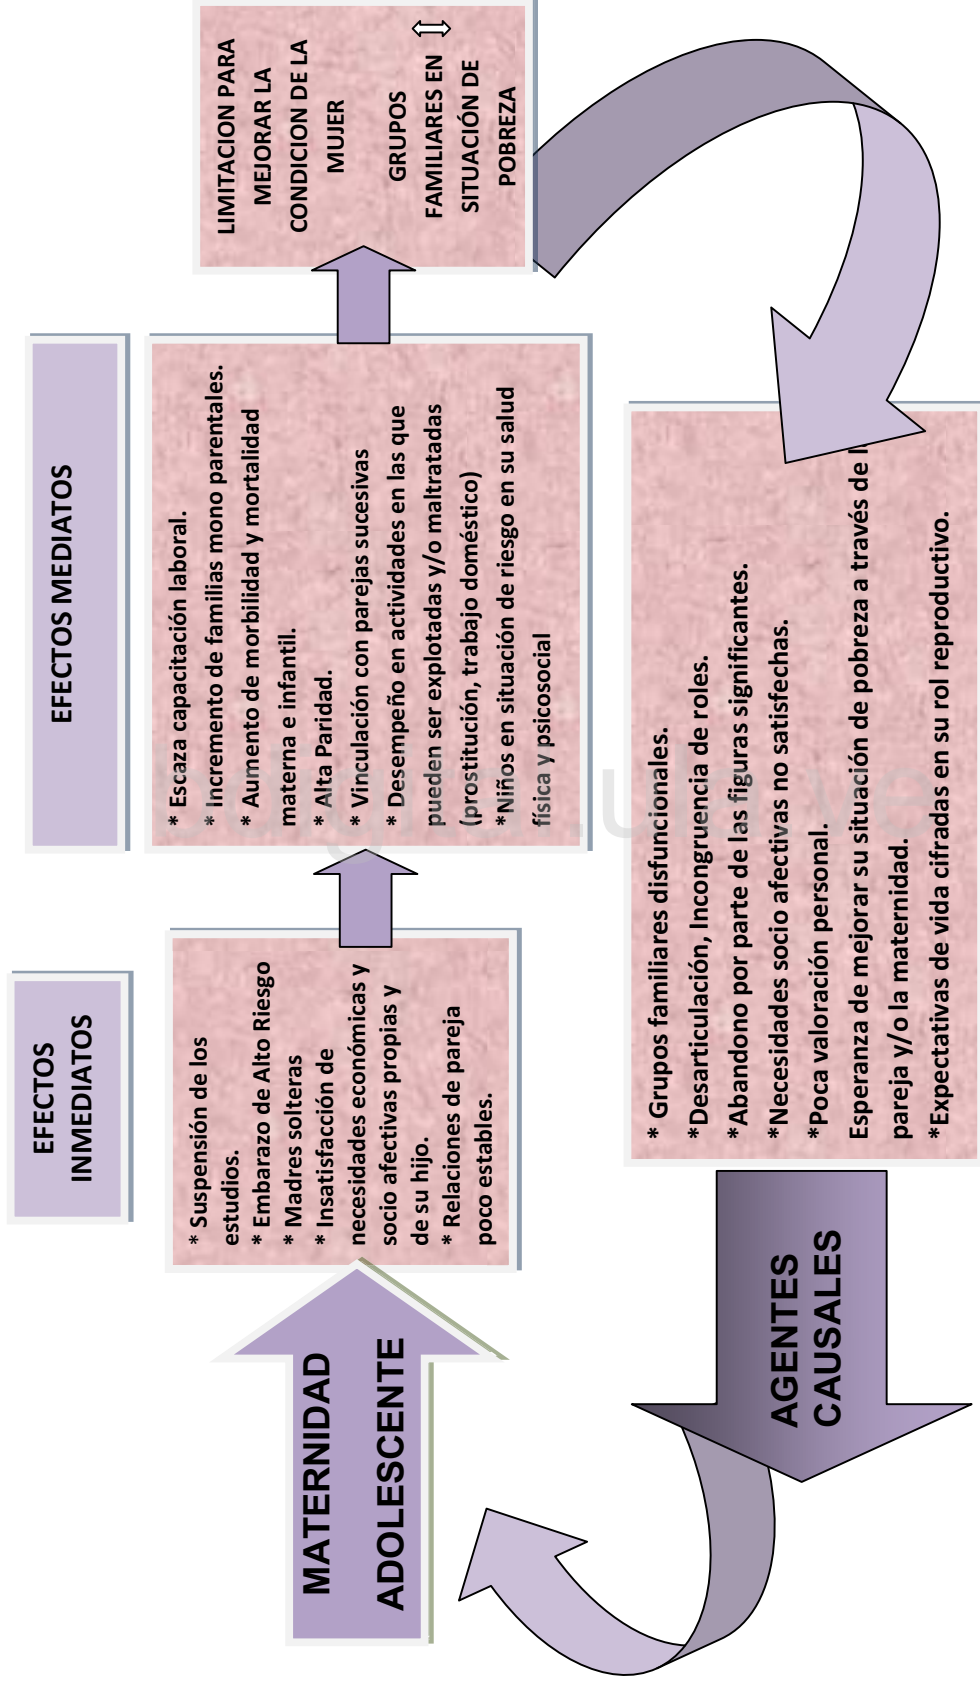 EFECTOS
INMEDIATOS
EFECTOS MEDIATOS
MATERNIDAD
ADOLESCENTE
* Suspensión de los
estudios.
* Embarazo de Alto Riesgo
* Madres solteras
* Insatisfacción de
necesidades económicas y
socio afectivas propias y
de su hijo.
* Relaciones de pareja
poco estables.
* Escaza capacitación laboral.
* Incremento de familias mono parentales.
* Aumento de morbilidad y mortalidad
materna e infantil.
* Alta Paridad.
* Vinculación con parejas sucesivas
* Desempeño en actividades en las que
pueden ser explotadas y/o maltratadas
(prostitución, trabajo doméstico)
*Niños en situación de riesgo en su salud
física y psicosocial
LIMITACION PARA
MEJORAR LA
CONDICION DE LA
MUJER
GRUPOS
FAMILIARES EN
SITUACIÓN DE
POBREZA
AGENTES
CAUSALES
* Grupos familiares disfuncionales.
*Desarticulación, Incongruencia de roles.
*Abandono por parte de las figuras significantes.
*Necesidades socio afectivas no satisfechas.
*Poca valoración personal.
Esperanza de mejorar su situación de pobreza a través de
pareja y/o la maternidad.
*Expectativas de vida cifradas en su rol reproductivo.
bdigital.ula.ve